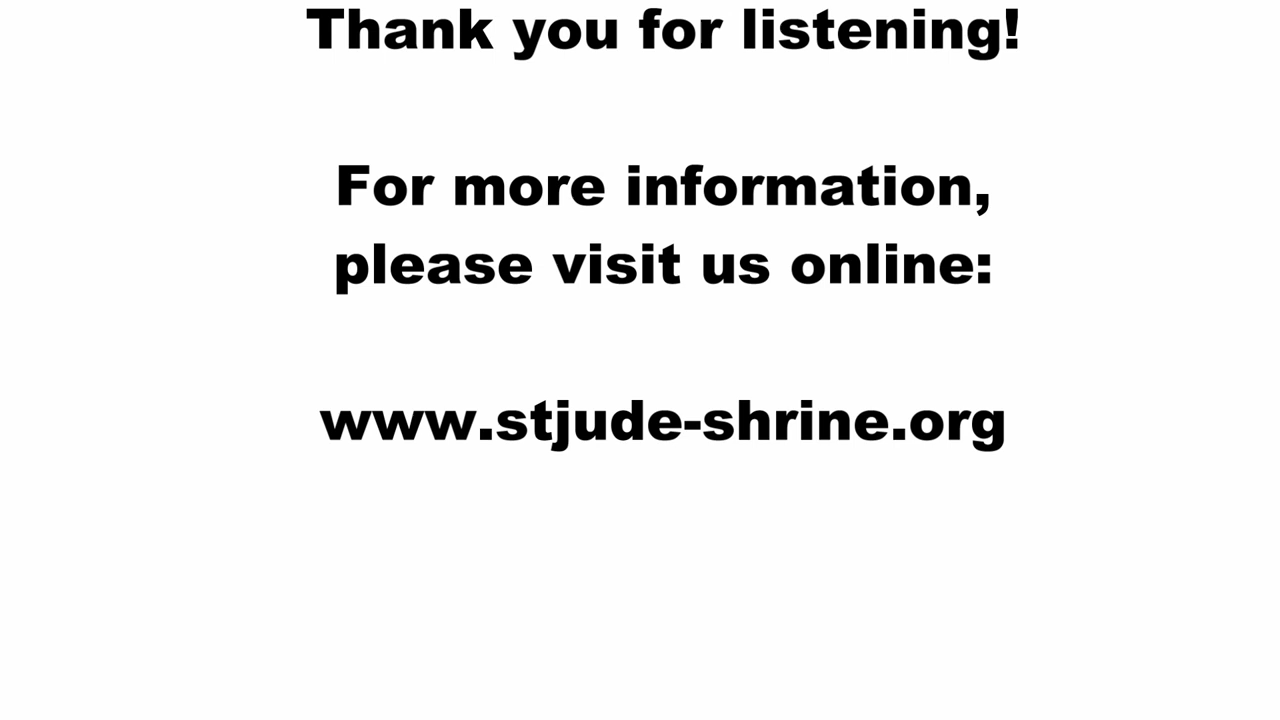 Thank you for listening!
For more information,
please visit us online:
www.stjude-shrine.org